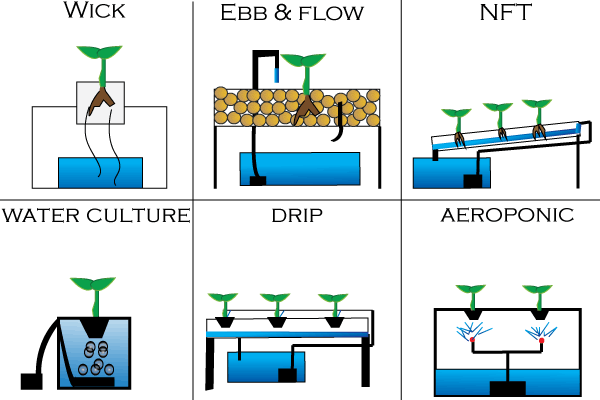 WICK
EBB & FLOW
NFT
WATER CULTURE
DRIP
AEROPONIC